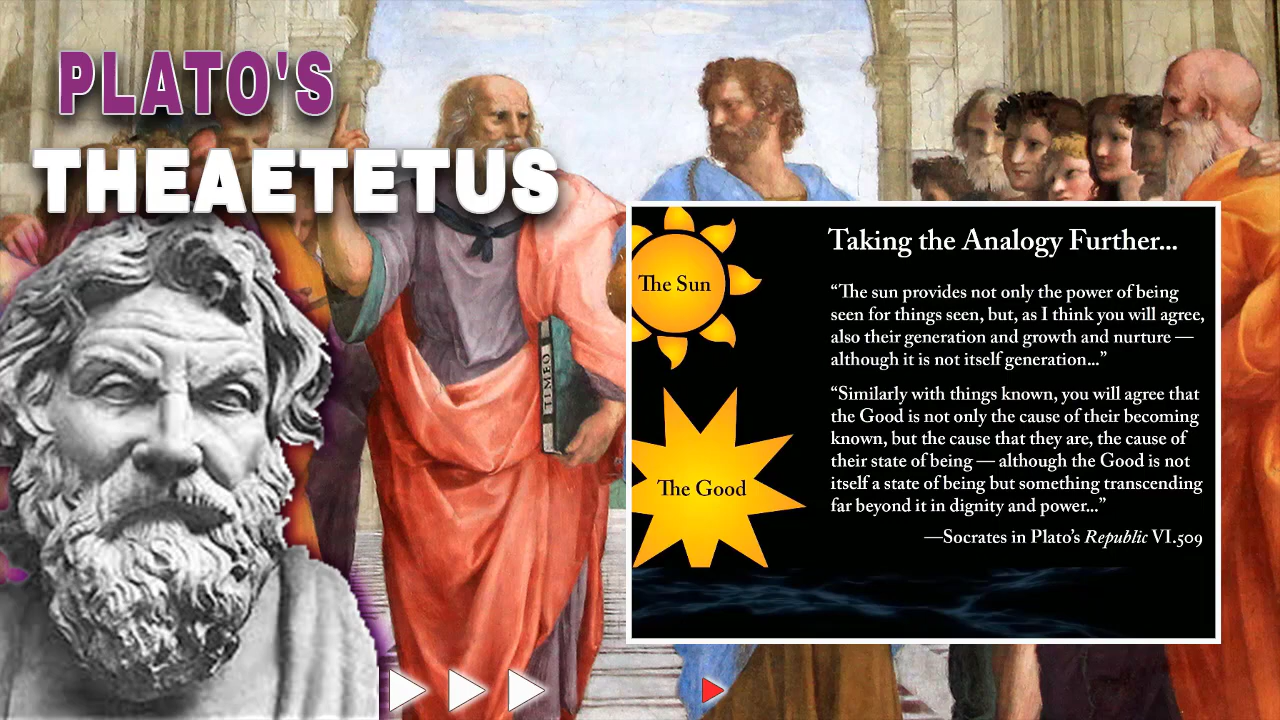 PLATO'S
THEAETETUS
TIMEO
The Sun
The Good
Taking the Analogy Further...
“The sun provides not only the power of being
seen for things seen, but, as I think you will agree,
also their generation and growth and nurture —
although it is not itself generation...”
“Similarly with things known, you will agree that
the Good is not only the cause of their becoming
known, but the cause that they are, the cause of
their state of being — although the Good is not
itself a state of being but something transcending
far beyond it in dignity and power...”
—Socrates in Plato’s Republic VI.509